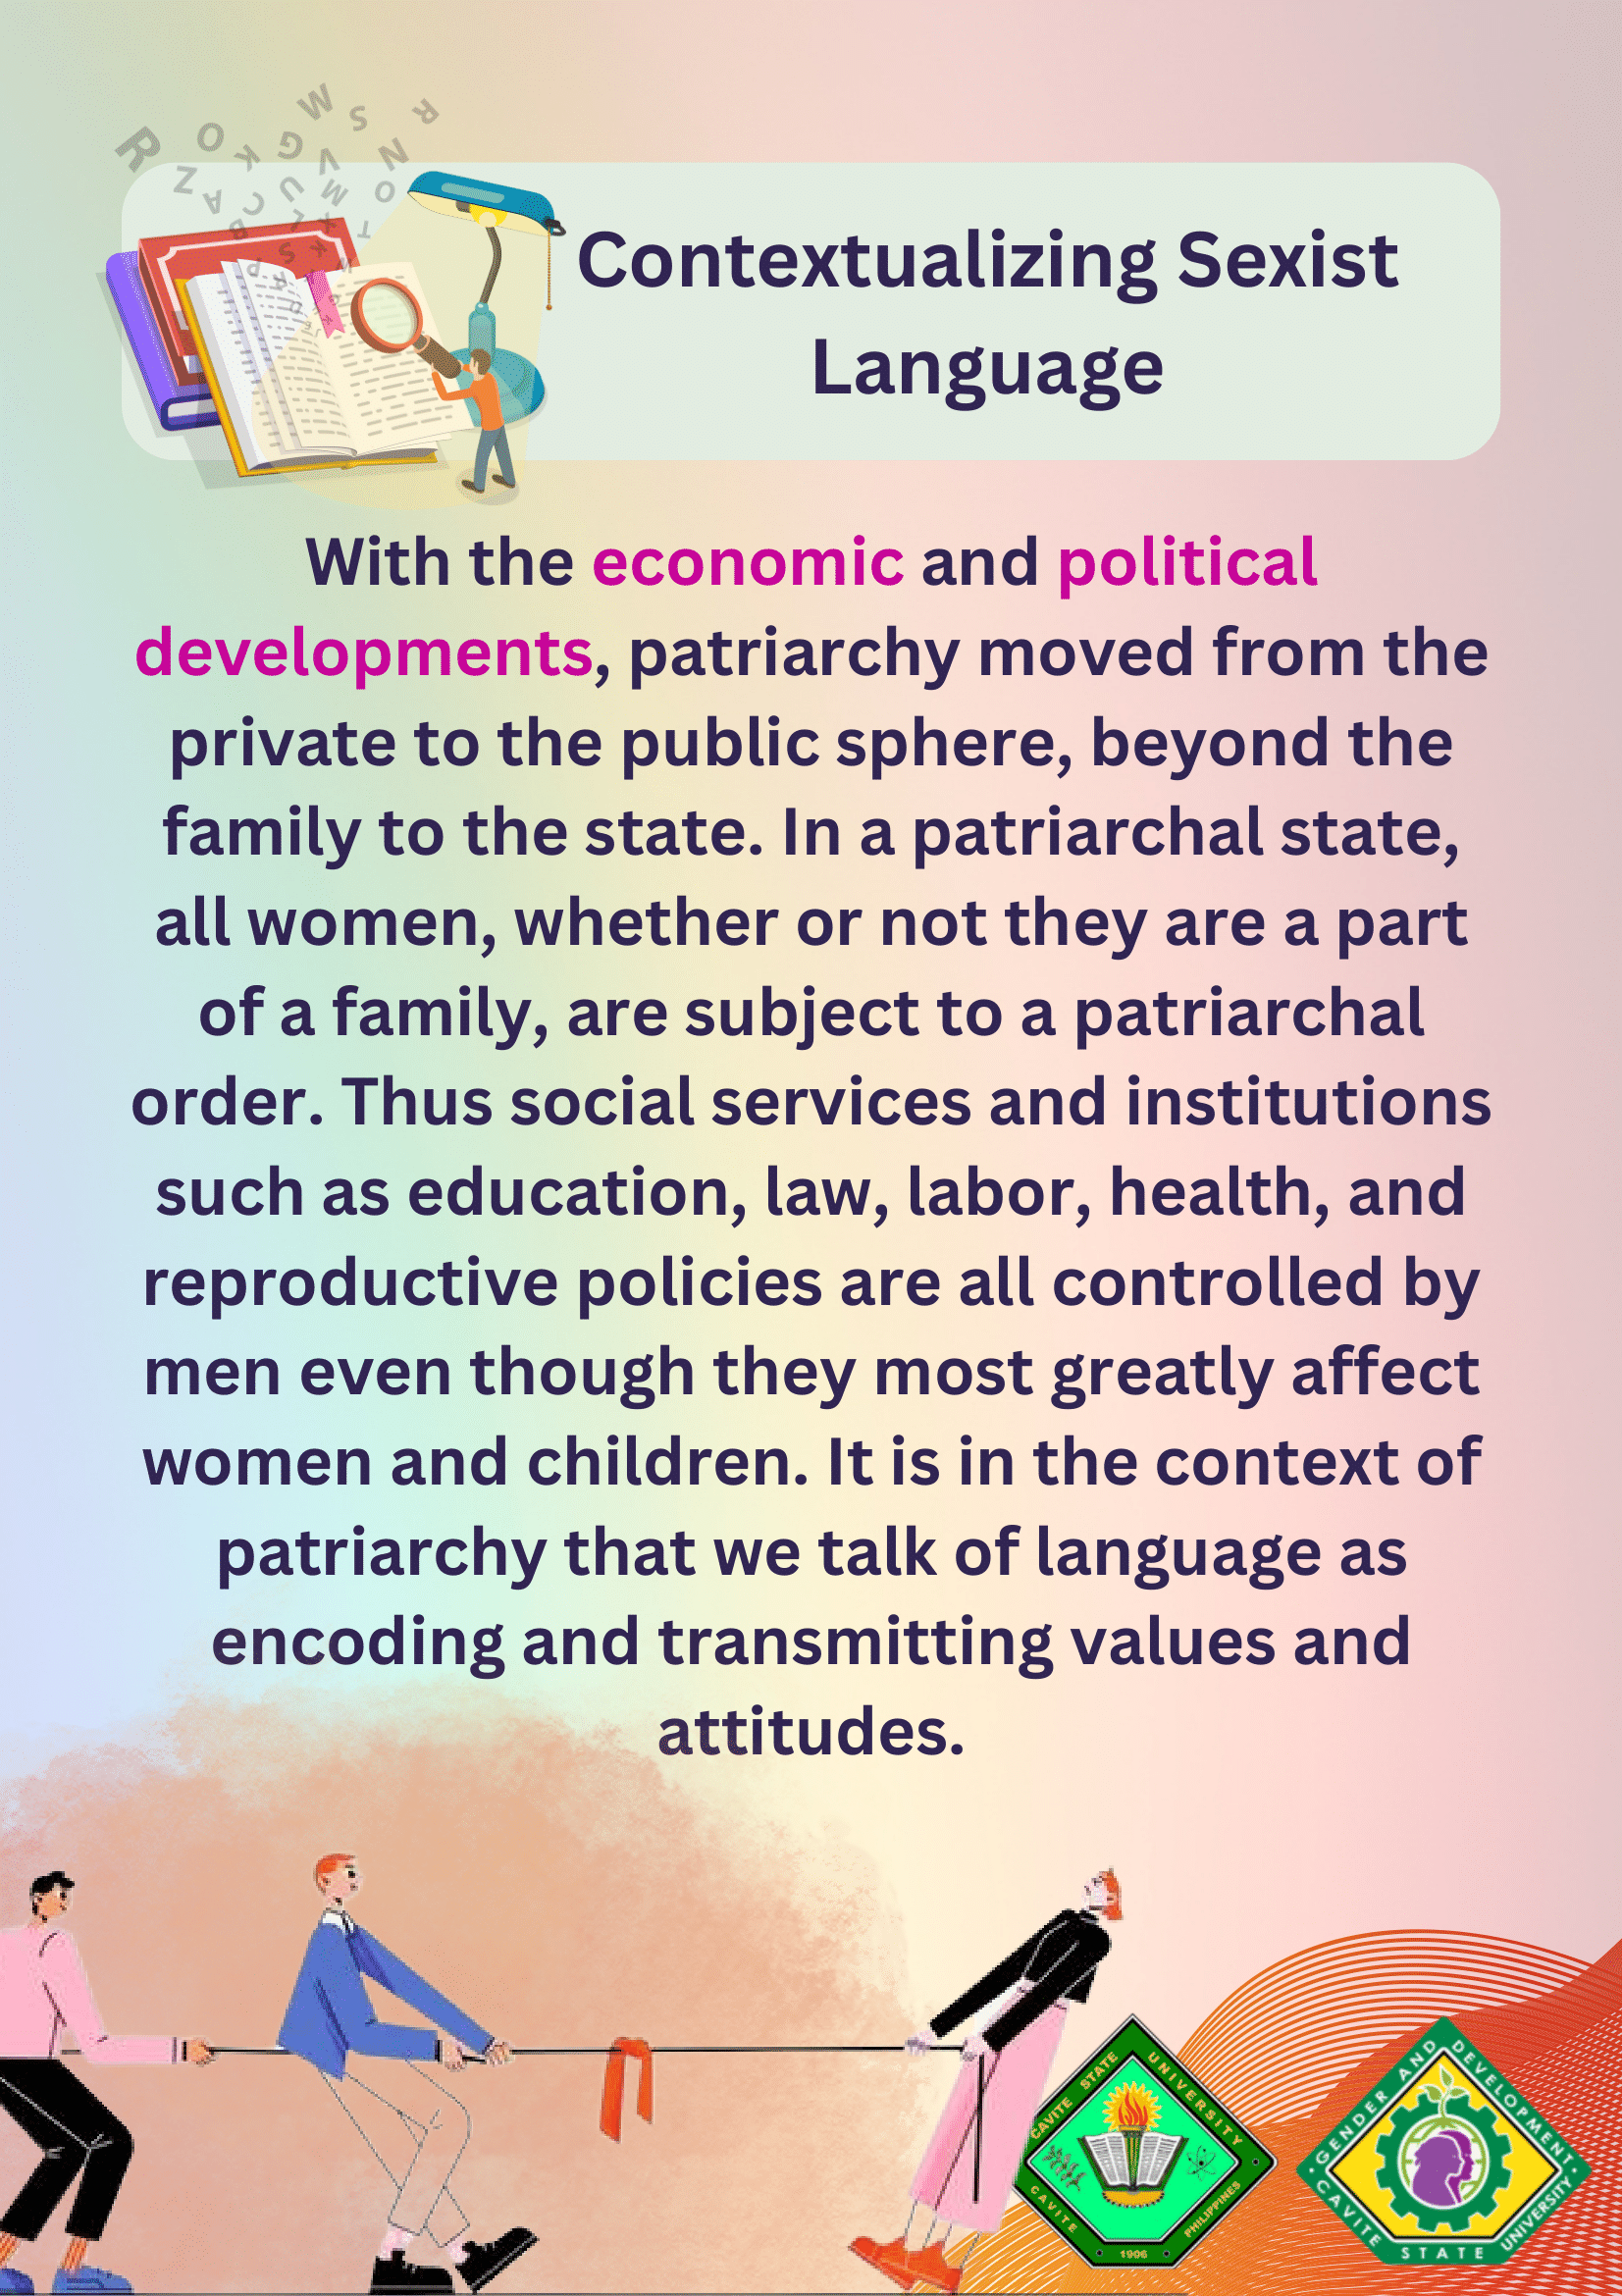 Contextualizing Sexist
Language
With the economic and political
developments, patriarchy moved from the
private to the public sphere, beyond the
family to the state. In a patriarchal state,
all women, whether or not they are a part
of a family, are subject to a patriarchal
order. Thus social services and institutions
such as education, law, labor, health, and
reproductive policies are all controlled by
men even though they most greatly affect
women and children. It is in the context of
patriarchy that we talk of language as
encoding and transmitting values and
attitudes.
CAVITE STATE UNIVERSITY
CAVITE PHILIPPINES
1906
GENDER AND DEVELOPMENT
CAVITE STATE UNIVERSITY